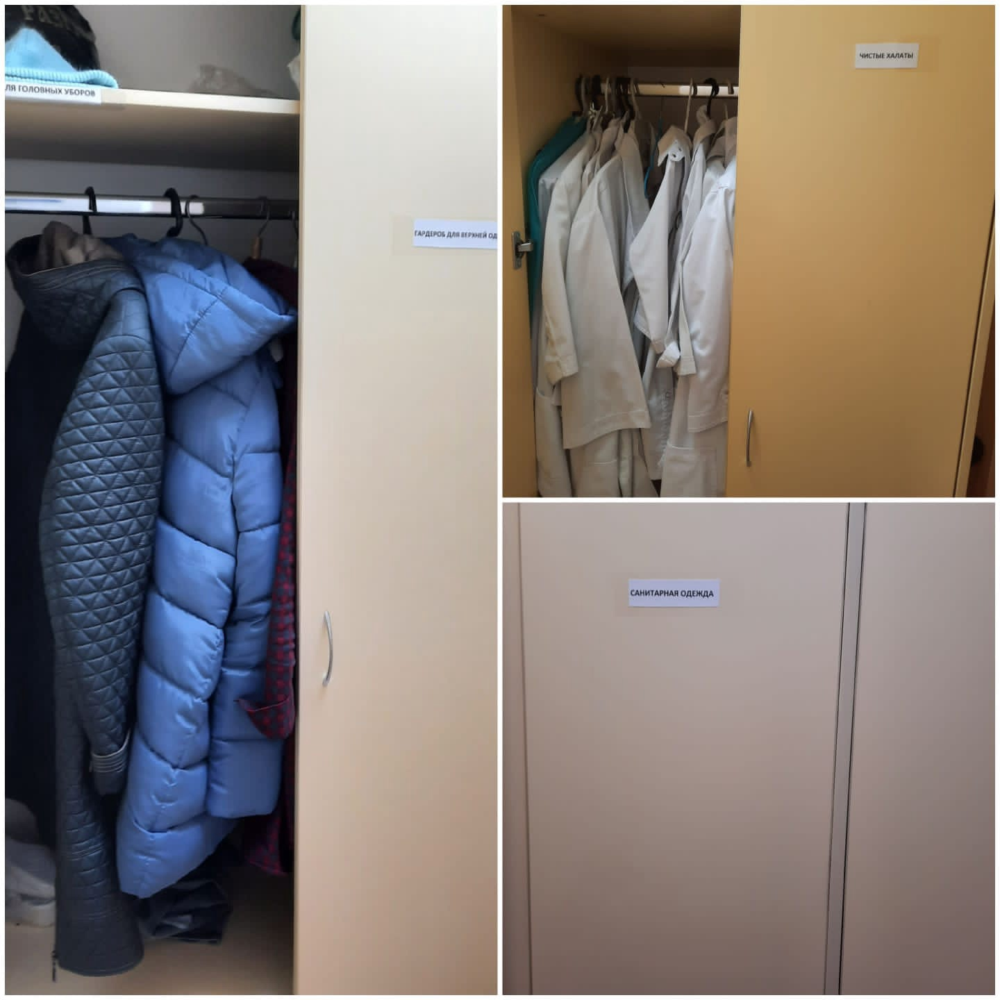 ЛЯ ГОЛОВНЫХ УБОРОВ
ГАРДЕРОБ ДЛЯ ВЕРХНЕЙ ОД
ЧИСТЫЕ ХАЛАТЫ
САНИТАРНАЯ ОДЕЖДА